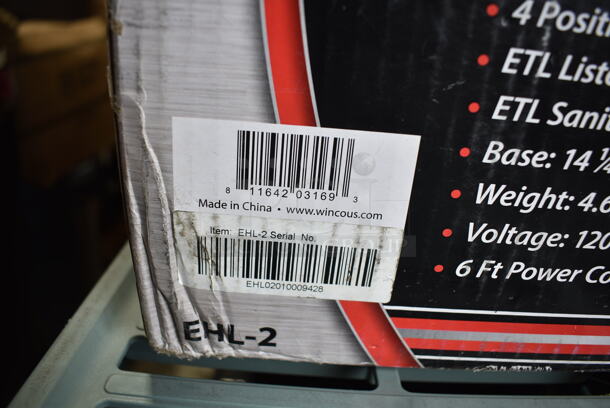 • 4 Positi
• ETL Liste
• ETL Sani
• Base: 14
• Weight: 4.6
• Voltage: 120
• 6 Ft Power Co
8 11642 03169 3
Made in China • www.wincous.com
Item: EHL-2 Serial No.
EHL02010009428
EHL-2